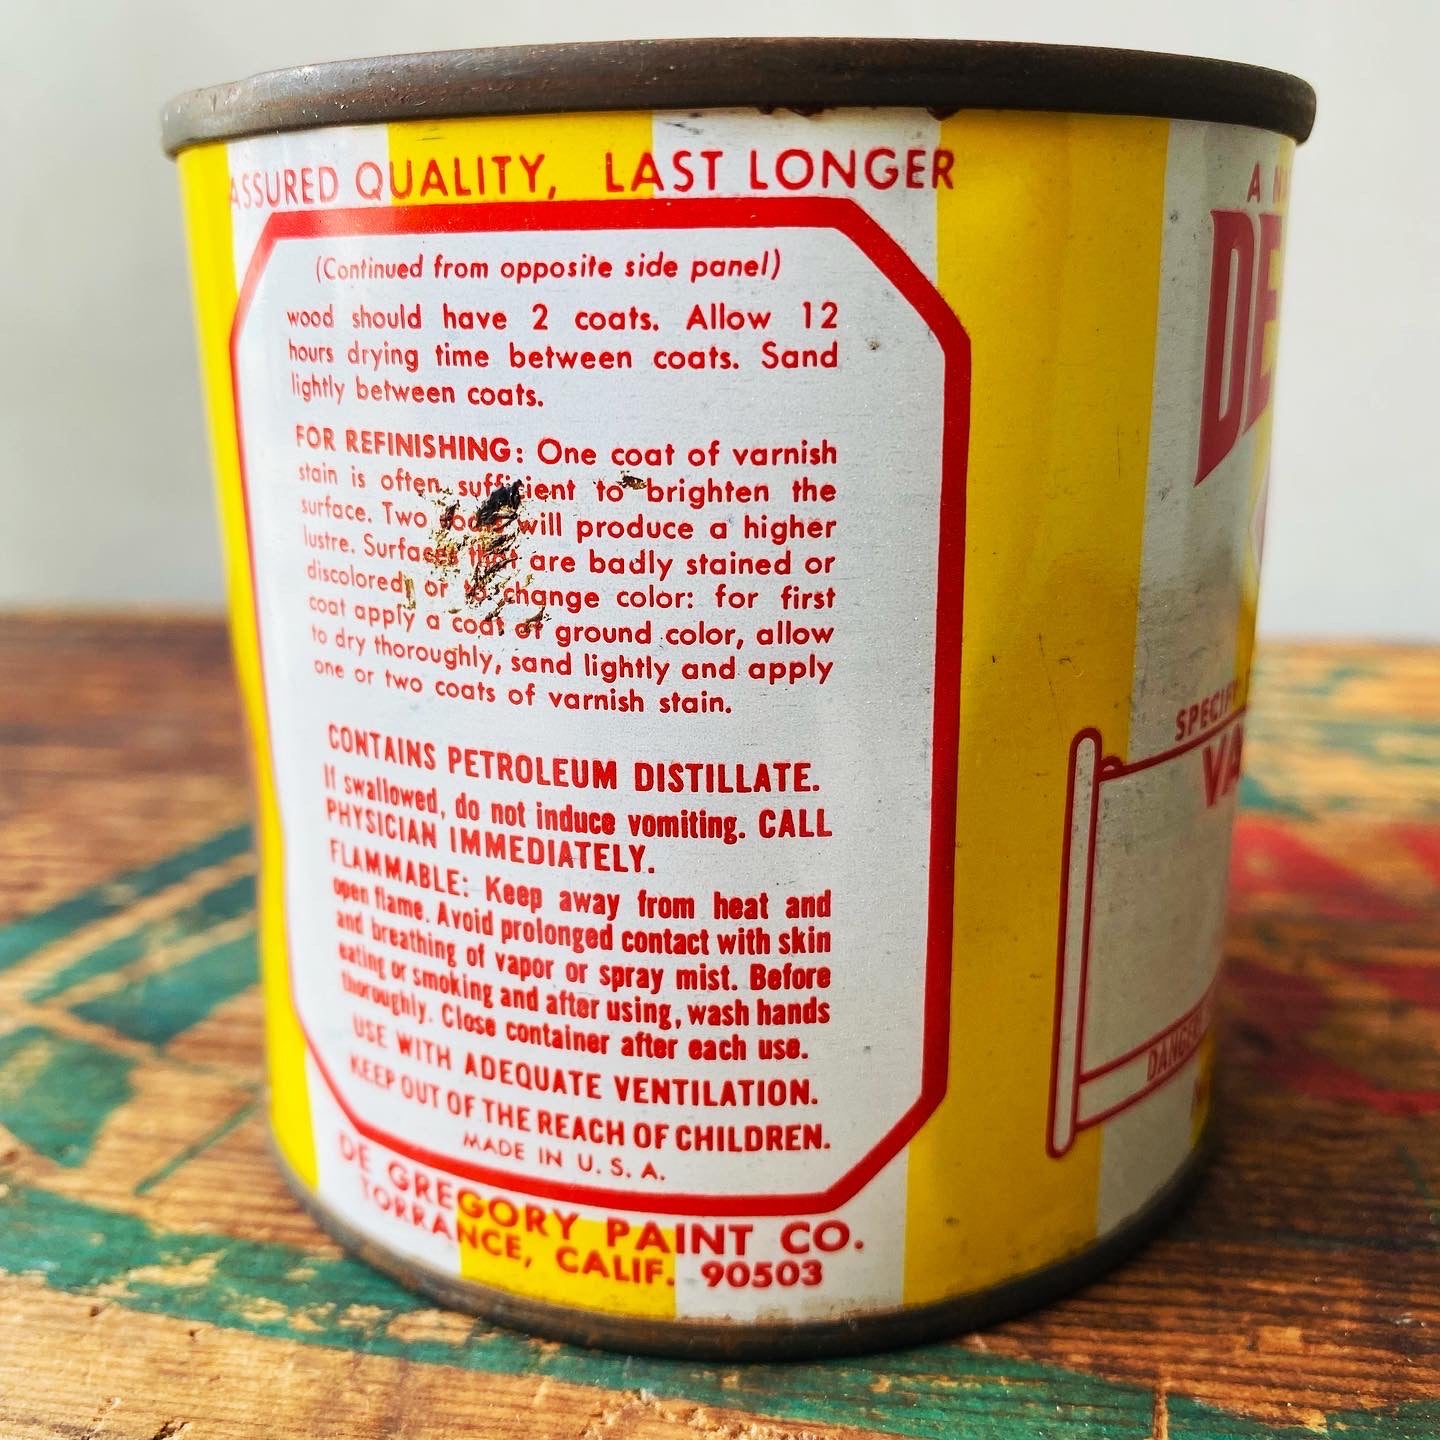 ASSURED QUALITY, LAST LONGER
(Continued from opposite side panel)
wood should have 2 coats. Allow 12
hours drying time between coats. Sand
lightly between coats.
FOR REFINISHING: One coat of varnish
stain is often sufficient to brighten the
surface. Two coats will produce a higher
lustre. Surfaces that are badly stained or
discolored, or to change color: for first
coat apply a coat of ground color, allow
to dry thoroughly, sand lightly and apply
one or two coats of varnish stain.
CONTAINS PETROLEUM DISTILLATE.
If swallowed, do not induce vomiting. CALL
PHYSICIAN IMMEDIATELY.
FLAMMABLE: Keep away from heat and
open flame. Avoid prolonged contact with skin
and breathing of vapor or spray mist. Before
eating or smoking and after using, wash hands
thoroughly. Close container after each use.
USE WITH ADEQUATE VENTILATION.
KEEP OUT OF THE REACH OF CHILDREN.
MADE IN U. S. A.
DE GREGORY PAINT CO.
TORRANCE, CALIF. 90503
A
DE
SPECIFY
VA